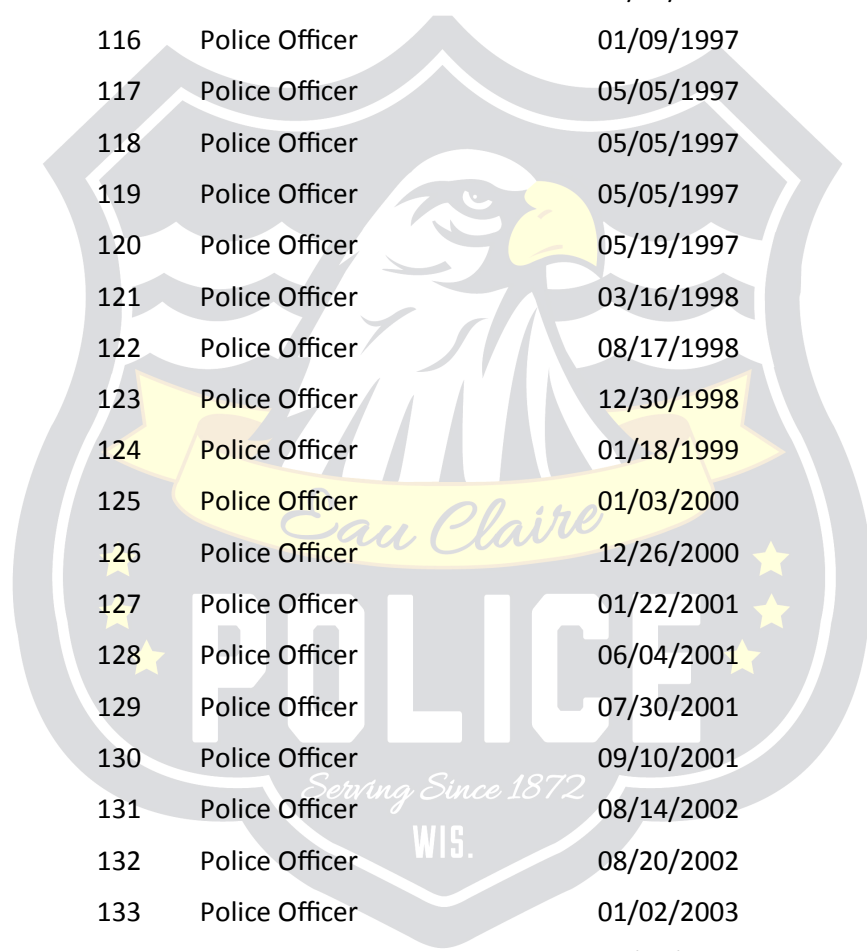 116 Police Officer 01/09/1997
117 Police Officer 05/05/1997
118 Police Officer 05/05/1997
119 Police Officer 05/05/1997
120 Police Officer 05/19/1997
121 Police Officer 03/16/1998
122 Police Officer 08/17/1998
123 Police Officer 12/30/1998
124 Police Officer 01/18/1999
125 Police Officer 01/03/2000
Eau Claire
126 Police Officer 12/26/2000
127 Police Officer 01/22/2001
POLICE
128 Police Officer 06/04/2001
129 Police Officer 07/30/2001
130 Police Officer 09/10/2001
Serving Since 1872
131 Police Officer 08/14/2002
WIS.
132 Police Officer 08/20/2002
133 Police Officer 01/02/2003